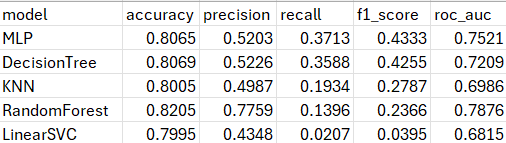 model accuracy precision recall f1_score roc_auc
MLP 0.8065 0.5203 0.3713 0.4333 0.7521
DecisionTree 0.8069 0.5226 0.3588 0.4255 0.7209
KNN 0.8005 0.4987 0.1934 0.2787 0.6986
RandomForest 0.8205 0.7759 0.1396 0.2366 0.7876
LinearSVC 0.7995 0.4348 0.0207 0.0395 0.6815